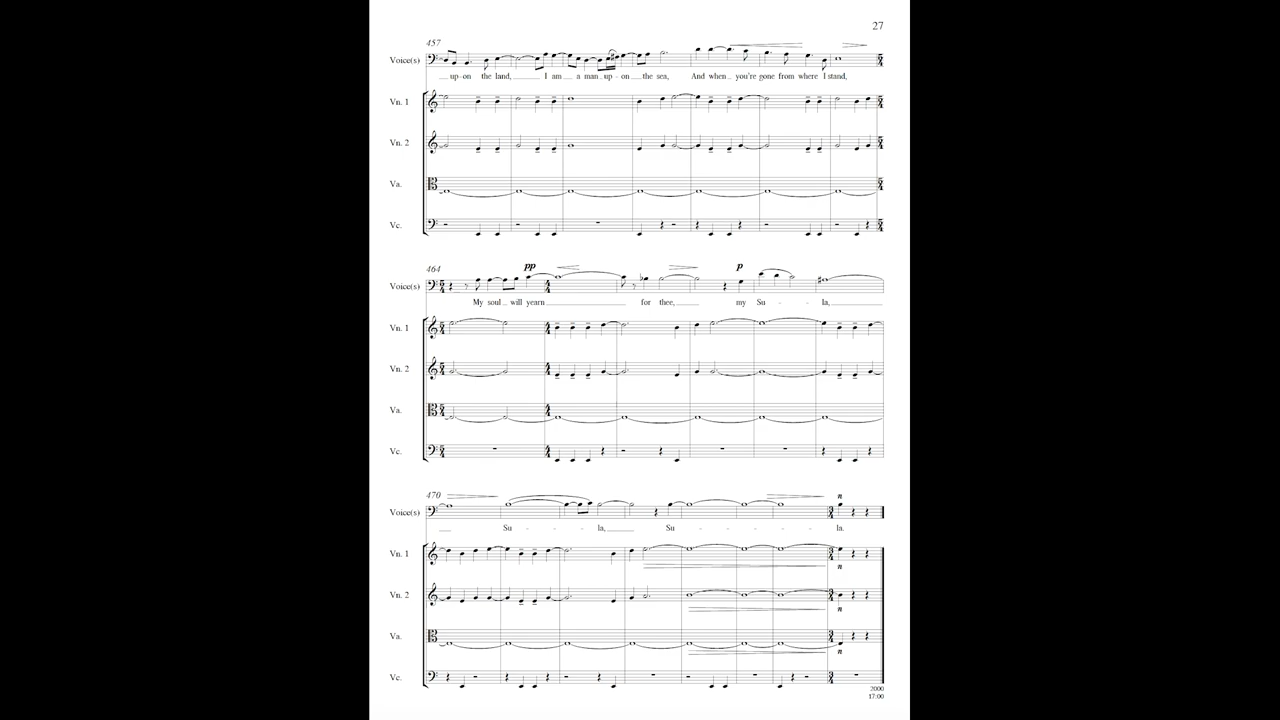 27
457
Voice(s)
up-on the land, I am a man up-on the sea, And when you're gone from where I stand,
Vn. 1
Vn. 2
Va.
Vc.
464
pp
p
Voice(s)
My soul will yearn for thee, my Su - la,
Vn. 1
Vn. 2
Va.
Vc.
470
n
Voice(s)
Su - la, Su - la.
Vn. 1
n
Vn. 2
n
Va.
n
Vc.
2000
17:00